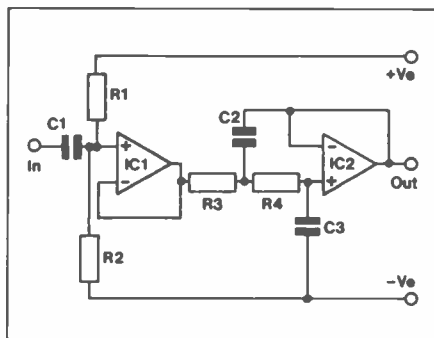 +Ve
R1
C1
C2
In
+
IC1
-
-
IC2
+
Out
R3
R4
C3
R2
-Ve